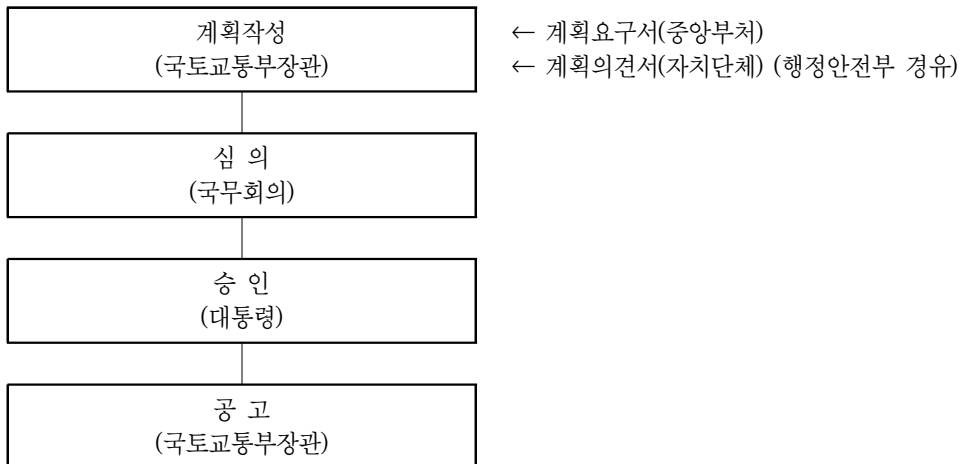 계획작성
(국토교통부장관)
← 계획요구서(중앙부처)
← 계획의견서(자치단체) (행정안전부 경유)
심 의
(국무회의)
승 인
(대통령)
공 고
(국토교통부장관)